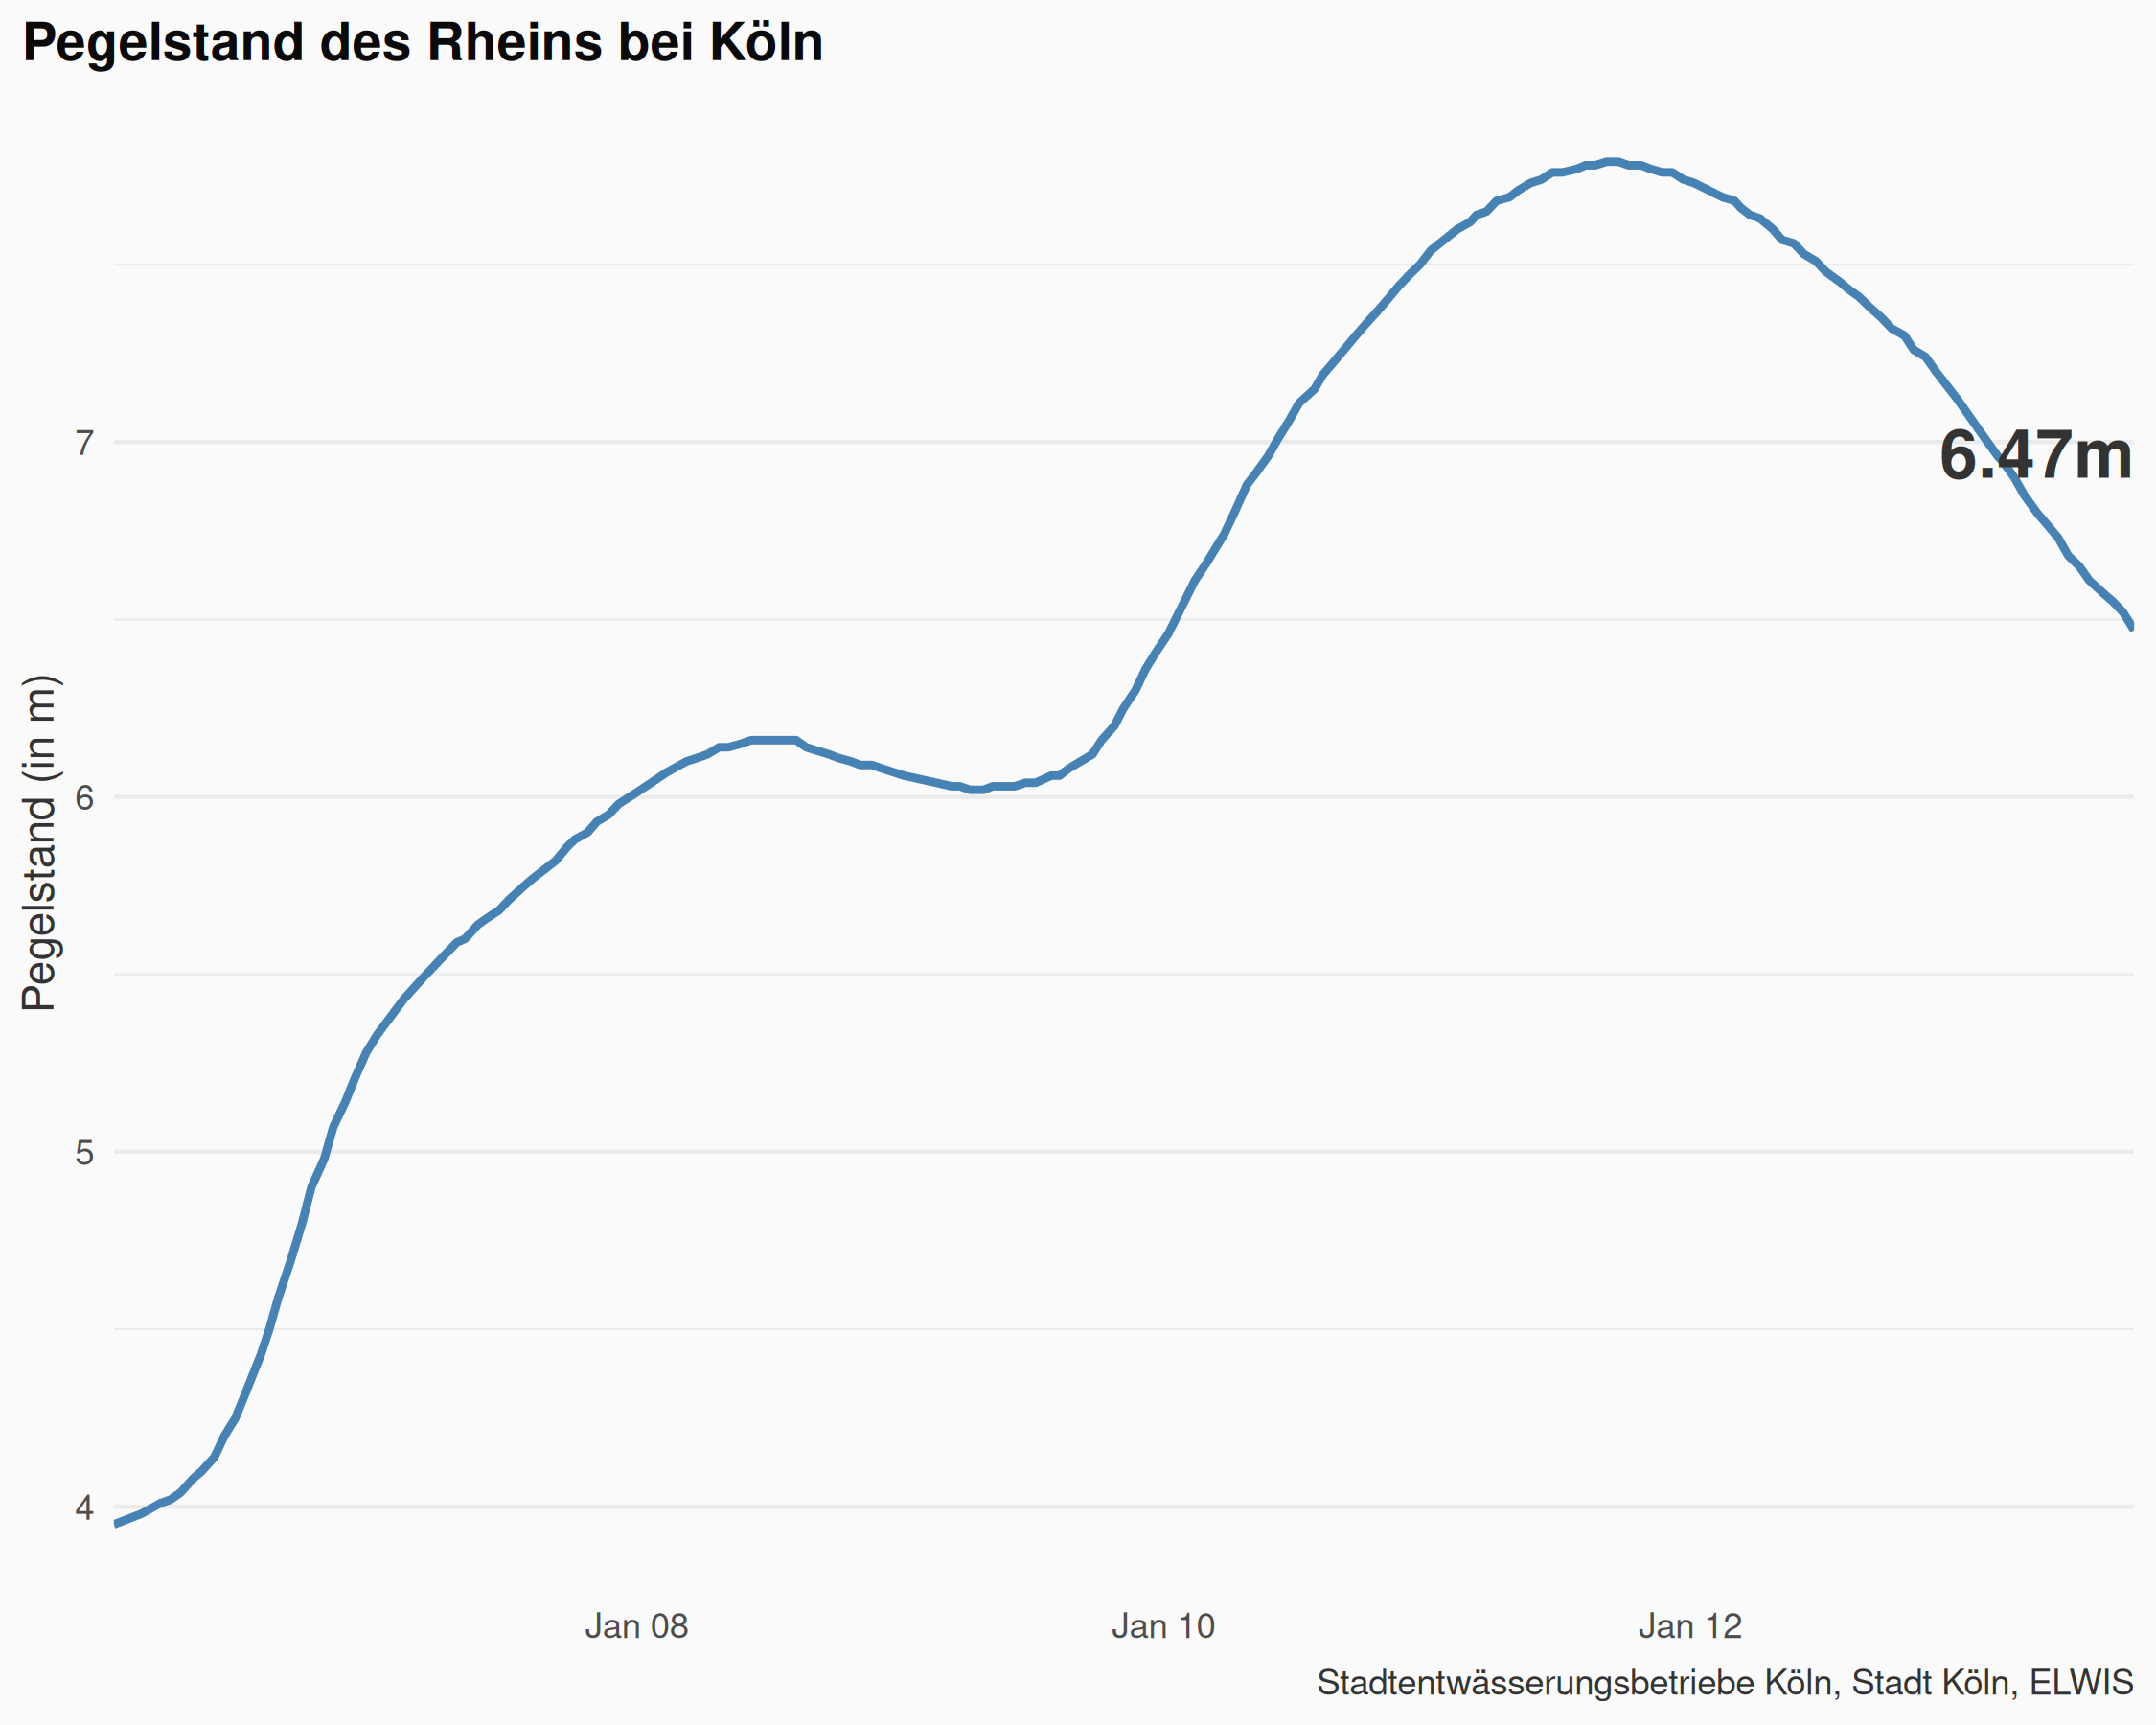 Pegelstand des Rheins bei Köln
Pegelstand (in m)
7
6
5
4
6.47m
Jan 08
Jan 10
Jan 12
Stadtentwässerungsbetriebe Köln, Stadt Köln, ELWIS